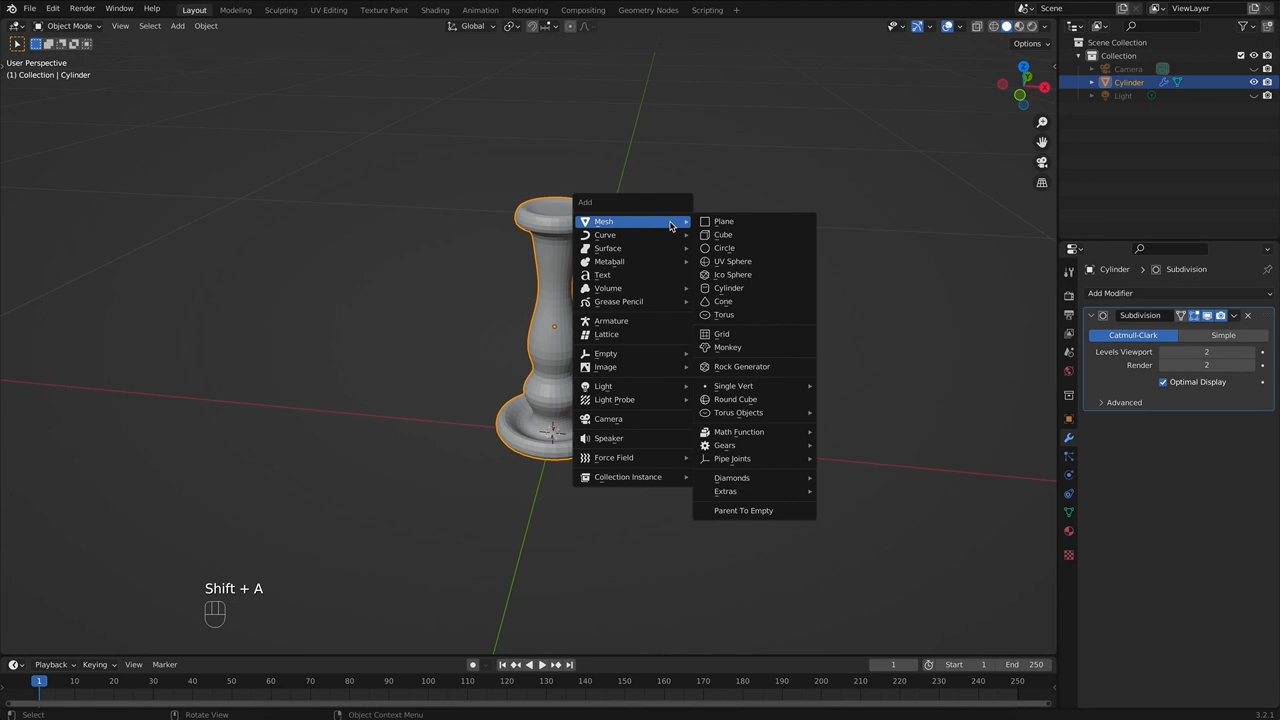 File Edit Render Window Help Layout Modeling Sculpting UV Editing Texture Paint Shading Animation Rendering Compositing Geometry Nodes Scripting + Scene ViewLayer
Object Mode View Select Add Object Global
Options
User Perspective
(1) Collection | Cylinder
Z
Y
X
Scene Collection
Collection
Camera
Cylinder
Light
Add
Mesh
Curve
Surface
Metaball
Text
Volume
Grease Pencil
Armature
Lattice
Empty
Image
Light
Light Probe
Camera
Speaker
Force Field
Collection Instance
Plane
Cube
Circle
UV Sphere
Ico Sphere
Cylinder
Cone
Torus
Grid
Monkey
Rock Generator
Single Vert
Round Cube
Torus Objects
Math Function
Gears
Pipe Joints
Diamonds
Extras
Parent To Empty
Cylinder > Subdivision
Add Modifier
Subdivision
Catmull-Clark Simple
Levels Viewport 2
Render 2
Optimal Display
Advanced
Shift + A
Playback Keying View Marker 1 Start 1 End 250
1 10 20 30 40 50 60 70 80 90 100 110 120 130 140 150 160 170 180 190 200 210 220 230 240 250
Select Rotate View Object Context Menu 3.2.1